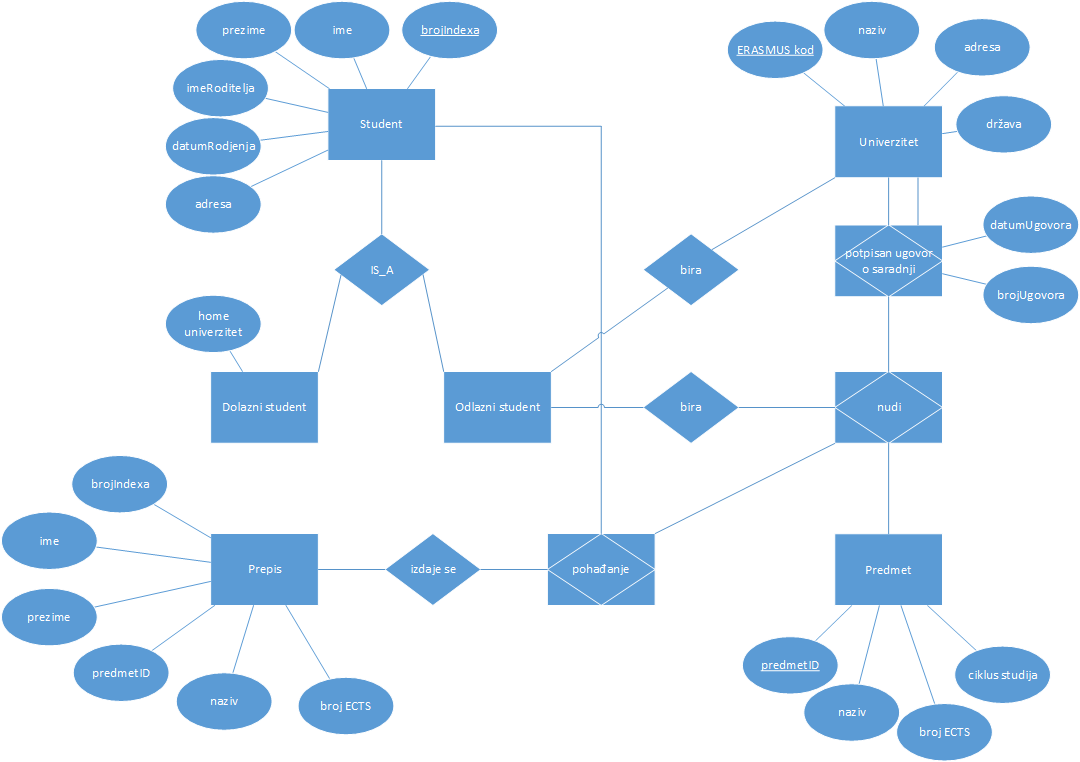 prezime
ime
brojIndexa
imeRoditelja
datumRodjenja
adresa
Student
ERASMUS kod
naziv
adresa
država
Univerzitet
potpisan ugovor
o saradnji
datumUgovora
brojUgovora
IS_A
bira
home
univerzitet
Dolazni student
Odlazni student
bira
nudi
brojIndexa
ime
prezime
predmetID
naziv
broj ECTS
Prepis
izdaje se
pohađanje
Predmet
predmetID
naziv
broj ECTS
ciklus studija